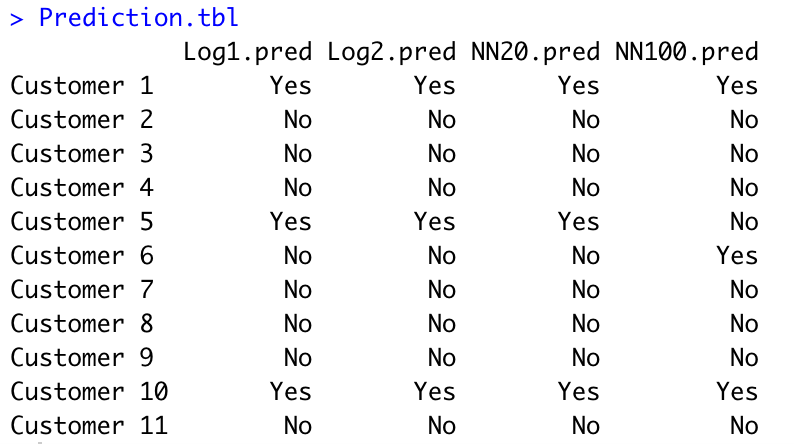 > Prediction.tbl
Log1.pred Log2.pred NN20.pred NN100.pred
Customer 1 Yes Yes Yes Yes
Customer 2 No No No No
Customer 3 No No No No
Customer 4 No No No No
Customer 5 Yes Yes Yes No
Customer 6 No No No Yes
Customer 7 No No No No
Customer 8 No No No No
Customer 9 No No No No
Customer 10 Yes Yes Yes Yes
Customer 11 No No No No